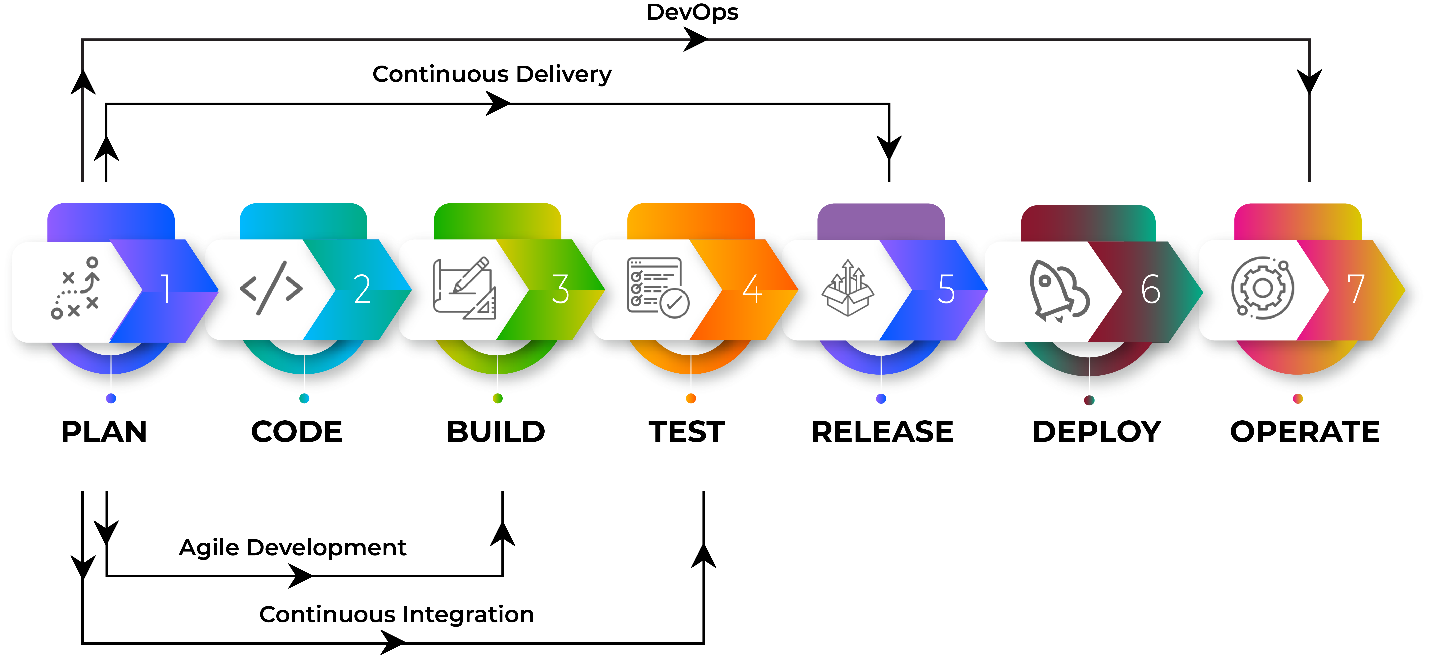 DevOps
Continuous Delivery
1
2
3
4
5
6
7
PLAN
CODE
BUILD
TEST
RELEASE
DEPLOY
OPERATE
Agile Development
Continuous Integration